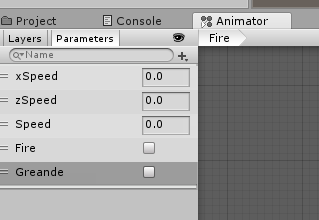 Project Console Animator
Layers Parameters Fire
Name
xSpeed 0.0
zSpeed 0.0
Speed 0.0
Fire
Greande